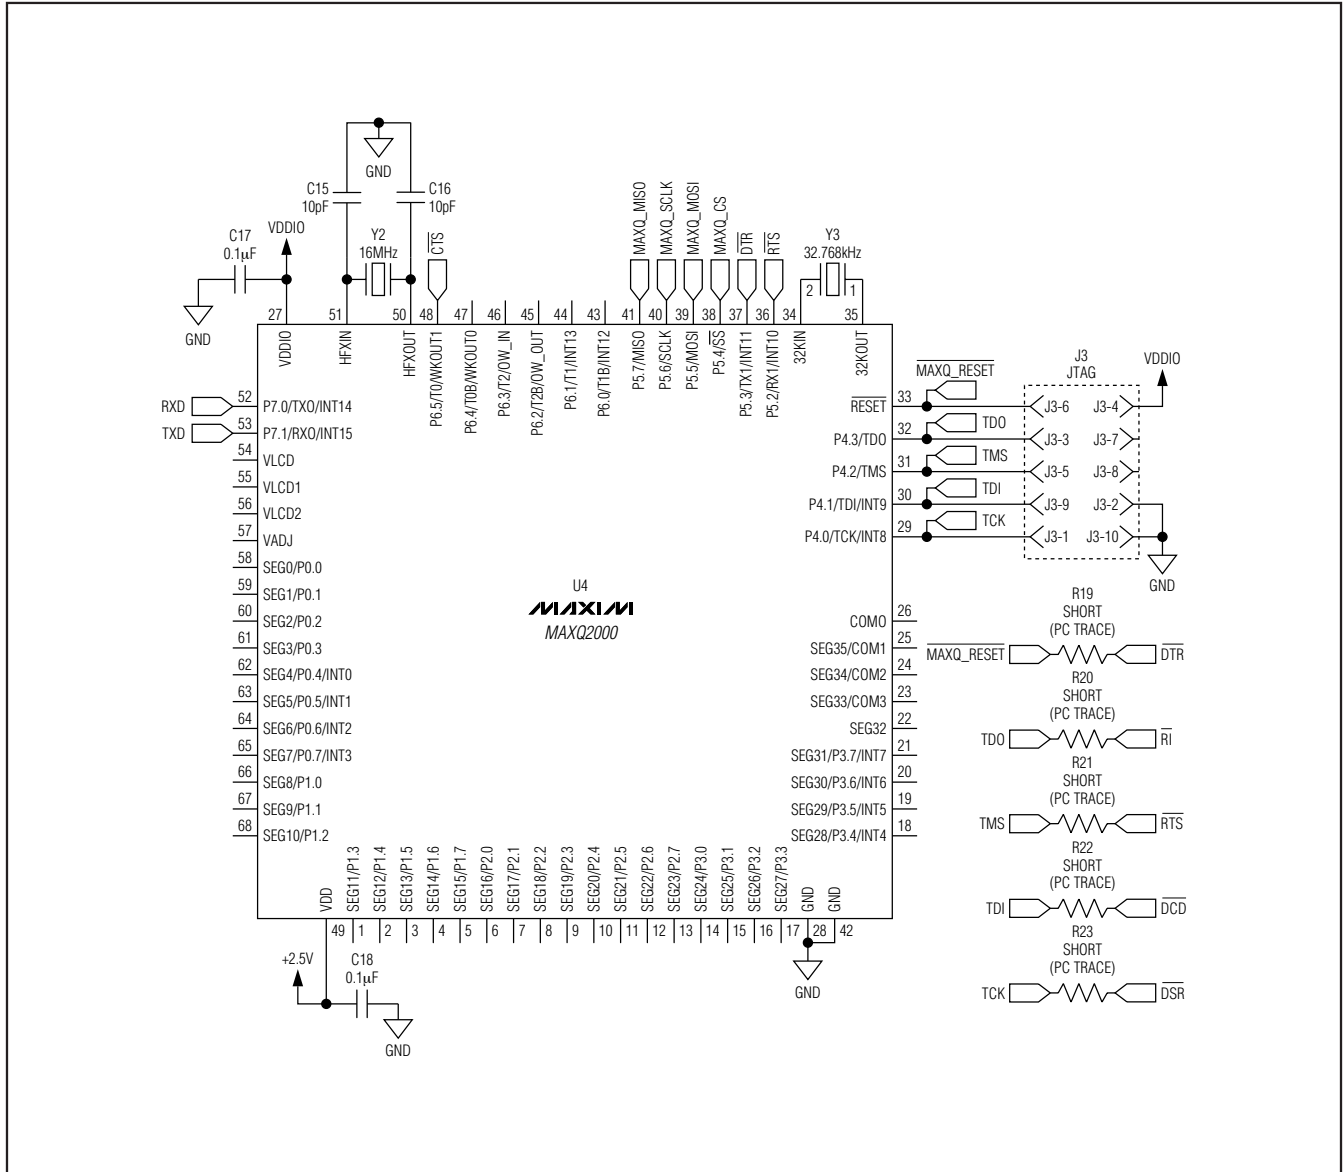 GND
C15
10pF
C16
10pF
C17
0.1µF
VDDIO
GND
Y2
16MHz
CTS
MAXQ_MISO
MAXQ_SCLK
MAXQ_MOSI
MAXQ_CS
DTR
RTS
Y3
32.768kHz
2
1
27
51
50
48
47
46
45
44
43
41
40
39
38
37
36
34
35
VDDIO
HFXIN
HFXOUT
P6.5/T0/WKOUT1
P6.4/T0B/WKOUT0
P6.3/T2/OW_IN
P6.2/T2B/OW_OUT
P6.1/T1/INT13
P6.0/T1B/INT12
P5.7/MISO
P5.6/SCLK
P5.5/MOSI
P5.4/SS
P5.3/TX1/INT11
P5.2/RX1/INT10
32KIN
32KOUT
RXD
52
P7.0/TXO/INT14
TXD
53
P7.1/RXO/INT15
54
VLCD
55
VLCD1
56
VLCD2
57
VADJ
58
SEG0/P0.0
59
SEG1/P0.1
60
SEG2/P0.2
61
SEG3/P0.3
62
SEG4/P0.4/INT0
63
SEG5/P0.5/INT1
64
SEG6/P0.6/INT2
65
SEG7/P0.7/INT3
66
SEG8/P1.0
67
SEG9/P1.1
68
SEG10/P1.2
U4
MAXIM
MAXQ2000
RESET
33
MAXQ_RESET
P4.3/TDO
32
TDO
P4.2/TMS
31
TMS
P4.1/TDI/INT9
30
TDI
P4.0/TCK/INT8
29
TCK
J3
JTAG
VDDIO
J3-6
J3-4
J3-3
J3-7
J3-5
J3-8
J3-9
J3-2
J3-1
J3-10
GND
COMO
26
SEG35/COM1
25
SEG34/COM2
24
SEG33/COM3
23
SEG32
22
SEG31/P3.7/INT7
21
SEG30/P3.6/INT6
20
SEG29/P3.5/INT5
19
SEG28/P3.4/INT4
18
R19
SHORT
(PC TRACE)
MAXQ_RESET
DTR
R20
SHORT
(PC TRACE)
TDO
RI
R21
SHORT
(PC TRACE)
TMS
RTS
R22
SHORT
(PC TRACE)
TDI
DCD
R23
SHORT
(PC TRACE)
TCK
DSR
VDD
SEG11/P1.3
SEG12/P1.4
SEG13/P1.5
SEG14/P1.6
SEG15/P1.7
SEG16/P2.0
SEG17/P2.1
SEG18/P2.2
SEG19/P2.3
SEG20/P2.4
SEG21/P2.5
SEG22/P2.6
SEG23/P2.7
SEG24/P3.0
SEG25/P3.1
SEG26/P3.2
SEG27/P3.3
GND
GND
49
1
2
3
4
5
6
7
8
9
10
11
12
13
14
15
16
17
28
42
+2.5V
C18
0.1µF
GND
GND